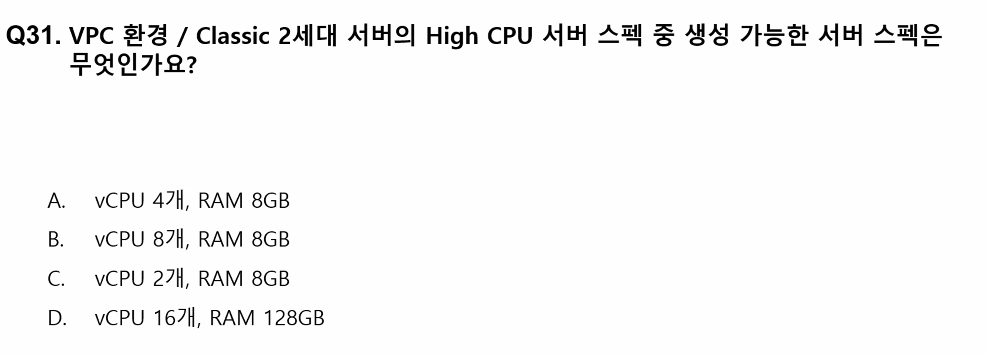 Q31. VPC 환경 / Classic 2세대 서버의 High CPU 서버 스펙 중 생성 가능한 서버 스펙은
무엇인가요?
A. vCPU 4개, RAM 8GB
B. vCPU 8개, RAM 8GB
C. vCPU 2개, RAM 8GB
D. vCPU 16개, RAM 128GB